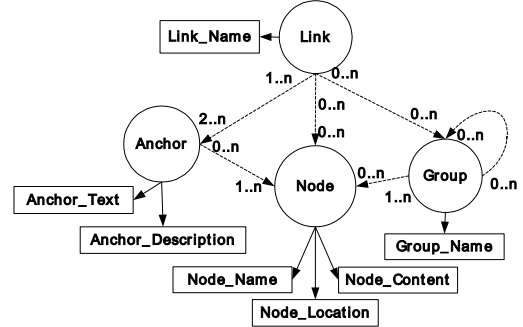 Link_Name
Link
1..n
0..n
0..n
2..n
0..n
0..n
0..n
Anchor
0..n
1..n
Node
0..n
1..n
Group
0..n
Anchor_Text
Anchor_Description
Group_Name
Node_Name
Node_Content
Node_Location